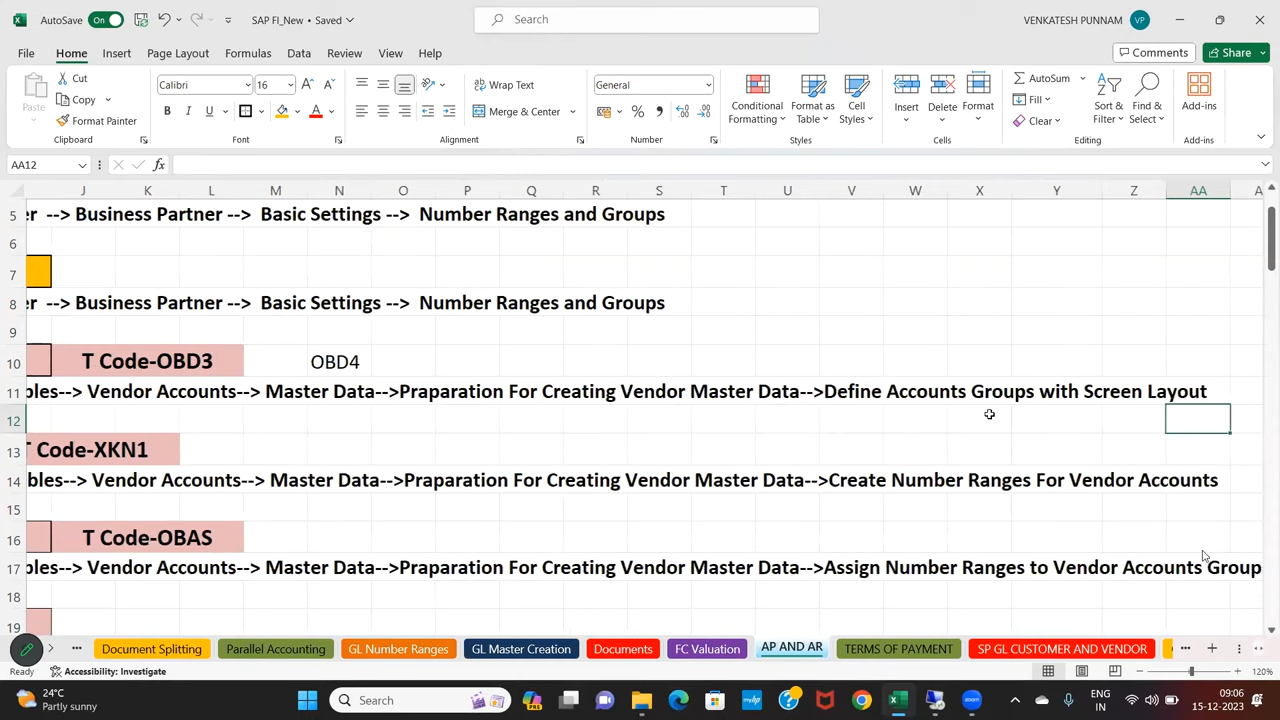 AutoSave On SAP FI_New • Saved Search VENKATESH PUNNAM VP
File Home Insert Page Layout Formulas Data Review View Help Comments Share
Paste Cut Copy Format Painter Clipboard
Calibri 16 B I U Font
Wrap Text Merge & Center Alignment
General % Number
Conditional Formatting Format as Table Cell Styles Styles
Insert Delete Format Cells
AutoSum Fill Clear Sort & Filter Find & Select Editing
Add-ins Add-ins
AA12 fx
J K L M N O P Q R S T U V W X Y Z AA
5 er --> Business Partner --> Basic Settings --> Number Ranges and Groups
6
7
8 er --> Business Partner --> Basic Settings --> Number Ranges and Groups
9
10 T Code-OBD3 OBD4
11 bles--> Vendor Accounts--> Master Data-->Praparation For Creating Vendor Master Data-->Define Accounts Groups with Screen Layout
12
13 T Code-XKN1
14 bles--> Vendor Accounts--> Master Data-->Praparation For Creating Vendor Master Data-->Create Number Ranges For Vendor Accounts
15
16 T Code-OBAS
17 bles--> Vendor Accounts--> Master Data-->Praparation For Creating Vendor Master Data-->Assign Number Ranges to Vendor Accounts Group
18
19
Document Splitting Parallel Accounting GL Number Ranges GL Master Creation Documents FC Valuation AP AND AR TERMS OF PAYMENT SP GL CUSTOMER AND VENDOR
Ready Accessibility: Investigate 120%
24°C
Partly sunny
Search
ENG
IN
09:06
15-12-2023